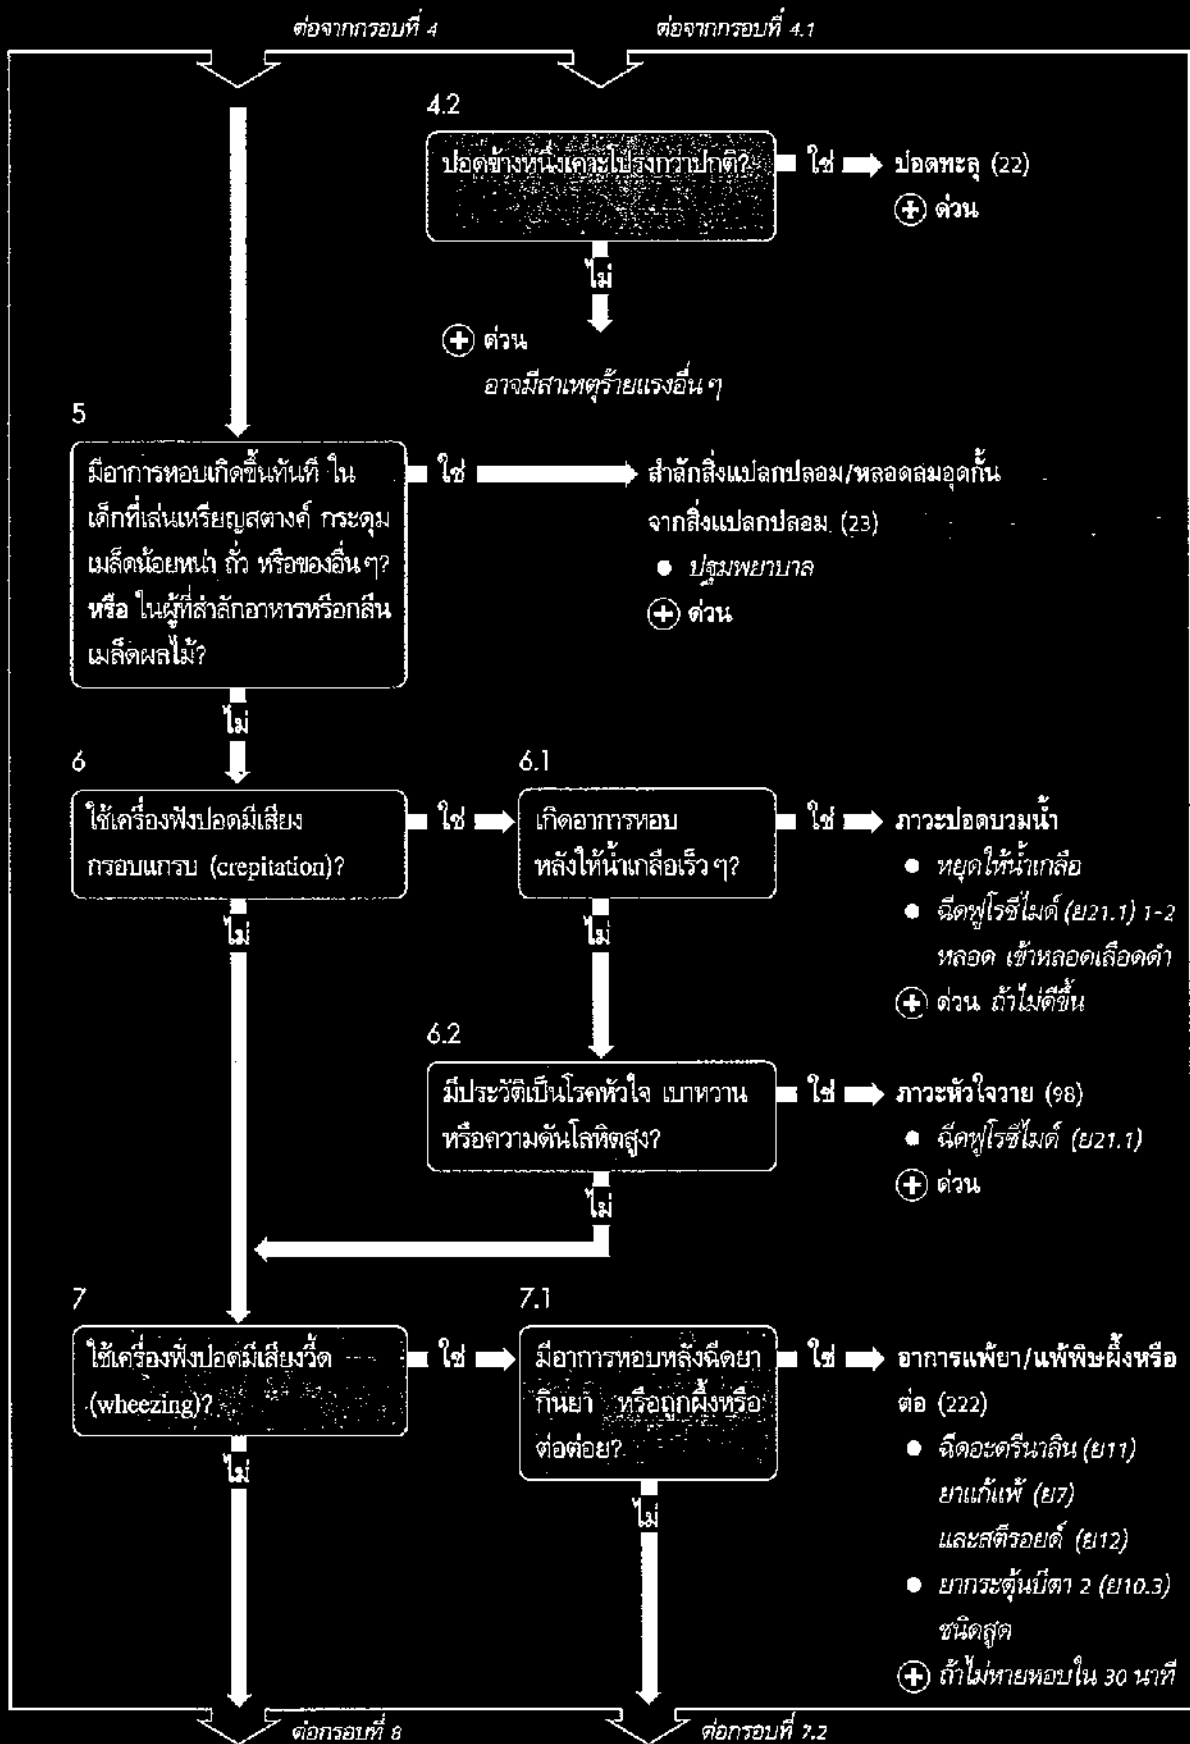 ต่อจากกรอบที่ 4
ต่อจากกรอบที่ 4.1
4.2
ปอดข้างหนึ่งเคาะโปร่งกว่าปกติ?
ใช่
ปอดทะลุ (22)
+ ด่วน
ไม่
+ ด่วน
อาจมีสาเหตุร้ายแรงอื่น ๆ
5
มีอาการหอบเกิดขึ้นทันที ใน
เด็กที่เล่นเหรียญสตางค์ กระดุม
เมล็ดน้อยหน่า ถั่ว หรือของอื่น ๆ?
หรือ ในผู้ที่สำลักอาหารหรือกลืน
เมล็ดผลไม้?
ใช่
สำลักสิ่งแปลกปลอม/หลอดลมอุดกั้น
จากสิ่งแปลกปลอม (23)
● ปฐมพยาบาล
+ ด่วน
ไม่
6
ใช้เครื่องฟังปอดมีเสียง
กรอบแกรบ (crepitation)?
ใช่
6.1
เกิดอาการหอบ
หลังให้น้ำเกลือเร็ว ๆ?
ใช่
ภาวะปอดบวมน้ำ
● หยุดให้น้ำเกลือ
● ฉีดฟูโรซีไมด์ (ย21.1) 1-2
หลอด เข้าหลอดเลือดดำ
+ ด่วน ถ้าไม่ดีขึ้น
ไม่
ไม่
6.2
มีประวัติเป็นโรคหัวใจ เบาหวาน
หรือความดันโลหิตสูง?
ใช่
ภาวะหัวใจวาย (98)
● ฉีดฟูโรซีไมด์ (ย21.1)
+ ด่วน
ไม่
7
ใช้เครื่องฟังปอดมีเสียงวี้ด
(wheezing)?
ใช่
7.1
มีอาการหอบหลังฉีดยา
กินยา หรือถูกผึ้งหรือ
ต่อต่อย?
ใช่
อาการแพ้ยา/แพ้พิษผึ้งหรือ
ต่อ (222)
● ฉีดอะดรีนาลิน (ย11)
ยาแก้แพ้ (ย7)
และสตีรอยด์ (ย12)
● ยากระตุ้นบีตา 2 (ย10.3)
ชนิดสูด
+ ถ้าไม่หายหอบใน 30 นาที
ไม่
ไม่
ต่อกรอบที่ 8
ต่อกรอบที่ 7.2